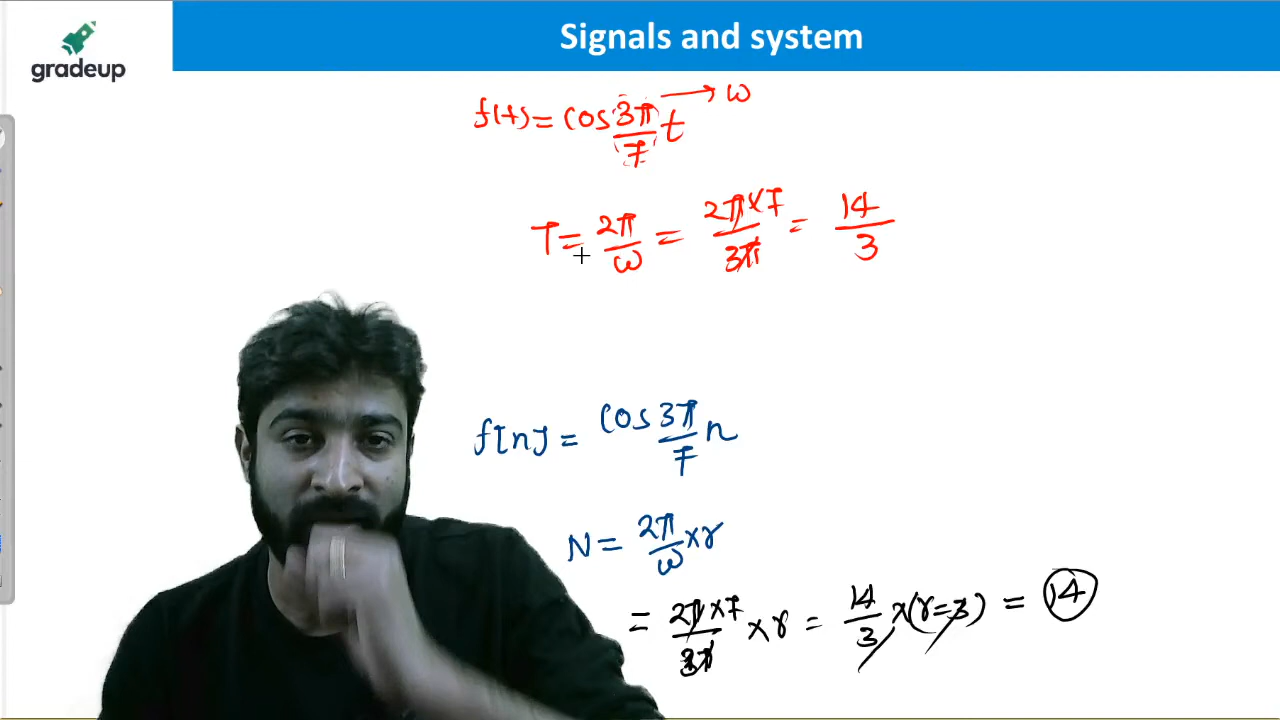 Signals and system
gradeup
f(t) = cos 3π/7 t → ω
T = 2π/ω = 2π×7/3π = 14/3
f[n] = cos 3π/7 n
N = 2π/ω × r
= 2π×7/3π × r = 14/3 × (r=3) = 14